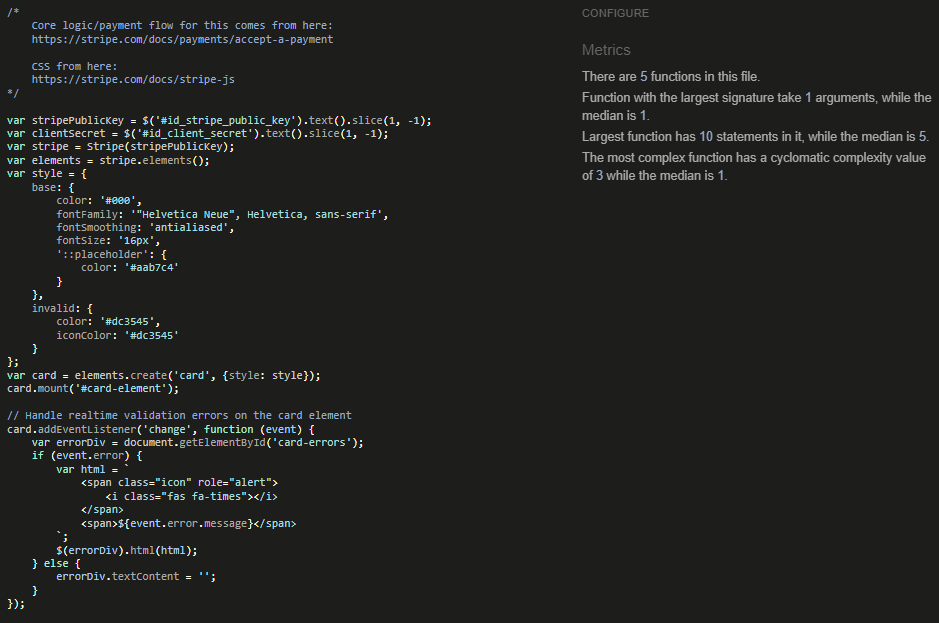 /*
    Core logic/payment flow for this comes from here:
    https://stripe.com/docs/payments/accept-a-payment

    CSS from here:
    https://stripe.com/docs/stripe-js
*/

var stripePublicKey = $('#id_stripe_public_key').text().slice(1, -1);
var clientSecret = $('#id_client_secret').text().slice(1, -1);
var stripe = Stripe(stripePublicKey);
var elements = stripe.elements();
var style = {
    base: {
        color: '#000',
        fontFamily: '"Helvetica Neue", Helvetica, sans-serif',
        fontSmoothing: 'antialiased',
        fontSize: '16px',
        '::placeholder': {
            color: '#aab7c4'
        }
    },
    invalid: {
        color: '#dc3545',
        iconColor: '#dc3545'
    }
};
var card = elements.create('card', {style: style});
card.mount('#card-element');

// Handle realtime validation errors on the card element
card.addEventListener('change', function (event) {
    var errorDiv = document.getElementById('card-errors');
    if (event.error) {
        var html = `
            <span class="icon" role="alert">
                <i class="fas fa-times"></i>
            </span>
            <span>${event.error.message}</span>
        `;
        $(errorDiv).html(html);
    } else {
        errorDiv.textContent = '';
    }
});
CONFIGURE
Metrics
There are 5 functions in this file.
Function with the largest signature take 1 arguments, while the
median is 1.
Largest function has 10 statements in it, while the median is 5.
The most complex function has a cyclomatic complexity value
of 3 while the median is 1.